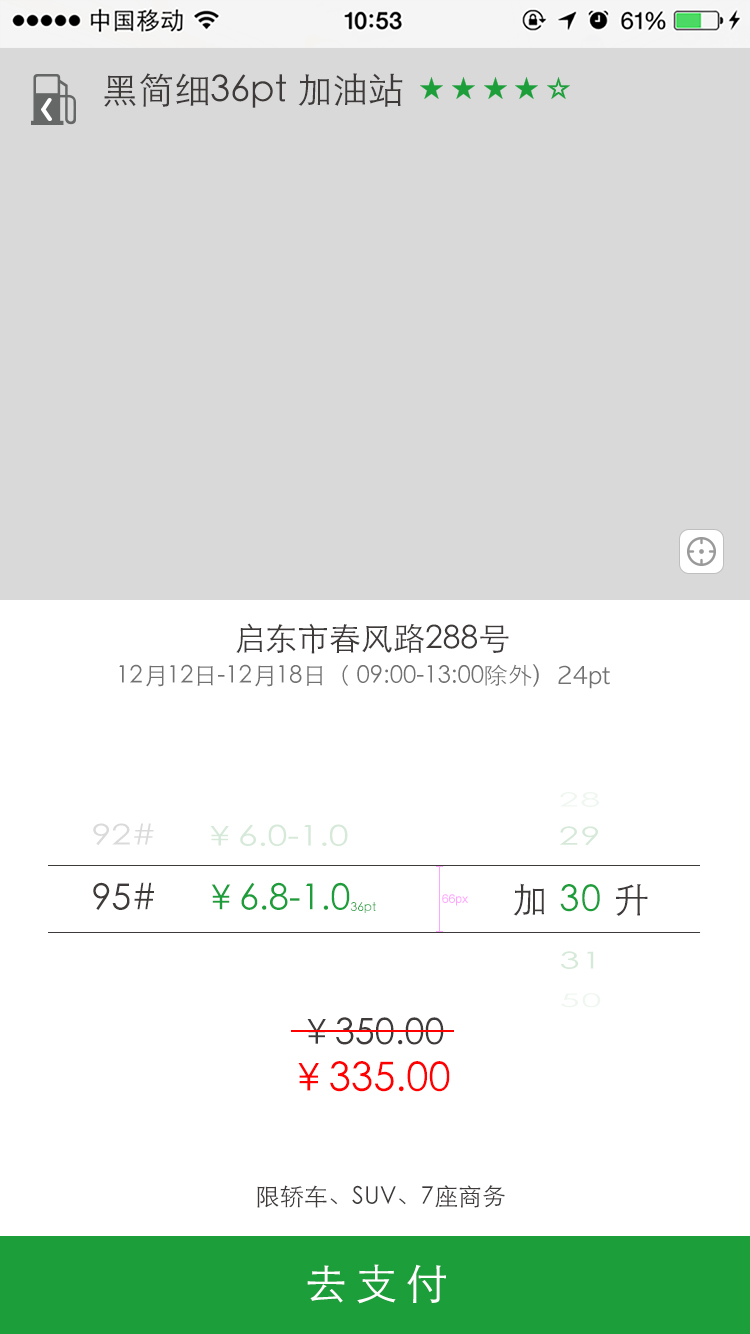 中国移动 10:53 61%
黑简细36pt 加油站 ★★★★☆
启东市春风路288号
12月12日-12月18日（09:00-13:00除外） 24pt
28
92# ￥6.0-1.0 29
95# ￥6.8-1.0 36pt 66px 加 30 升
31
50
￥350.00
￥335.00
限轿车、SUV、7座商务
去支付